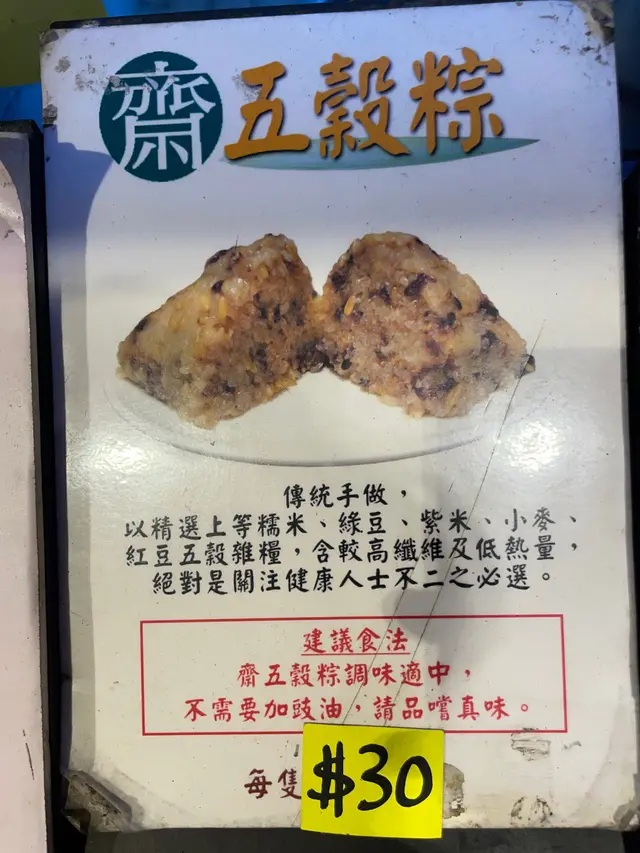 齋 五穀粽
傳統手做，
以精選上等糯米、綠豆、紫米、小麥、
紅豆五穀雜糧，含較高纖維及低熱量，
絕對是關注健康人士不二之必選。
建議食法
齋五穀粽調味適中，
不需要加豉油，請品嚐真味。
每隻 $30